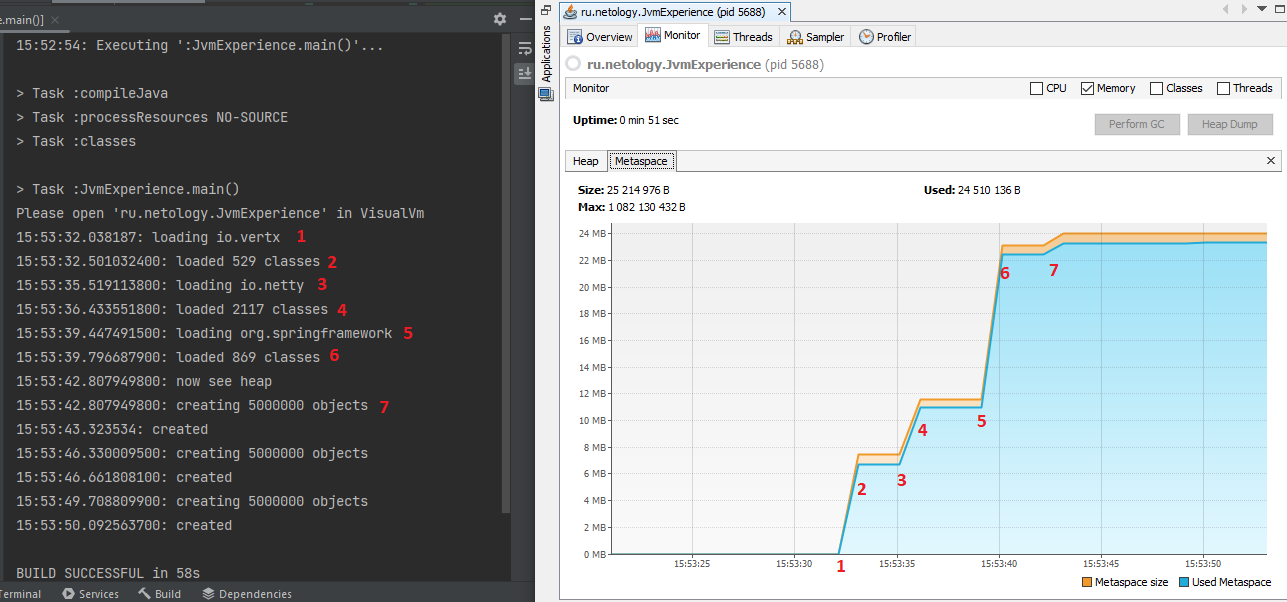 e.main()]
15:52:54: Executing ':JvmExperience.main()'...
> Task :compileJava
> Task :processResources NO-SOURCE
> Task :classes
> Task :JvmExperience.main()
Please open 'ru.netology.JvmExperience' in VisualVm
15:53:32.038187: loading io.vertx 1
15:53:32.501032400: loaded 529 classes 2
15:53:35.519113800: loading io.netty 3
15:53:36.433551800: loaded 2117 classes 4
15:53:39.447491500: loading org.springframework 5
15:53:39.796687900: loaded 869 classes 6
15:53:42.807949800: now see heap
15:53:42.807949800: creating 5000000 objects 7
15:53:43.323534: created
15:53:46.330009500: creating 5000000 objects
15:53:46.661808100: created
15:53:49.708809900: creating 5000000 objects
15:53:50.092563700: created
BUILD SUCCESSFUL in 58s
Terminal Services Build Dependencies
Applications
ru.netology.JvmExperience (pid 5688)
Overview Monitor Threads Sampler Profiler
ru.netology.JvmExperience (pid 5688)
Monitor CPU Memory Classes Threads
Uptime: 0 min 51 sec Perform GC Heap Dump
Heap Metaspace
Size: 25 214 976 B Used: 24 510 136 B
Max: 1 082 130 432 B
24 MB
22 MB
20 MB
18 MB
16 MB
14 MB
12 MB
10 MB
8 MB
6 MB
4 MB
2 MB
0 MB
1
2
3
4
5
6
7
15:53:25 15:53:30 15:53:35 15:53:40 15:53:45 15:53:50
Metaspace size Used Metaspace